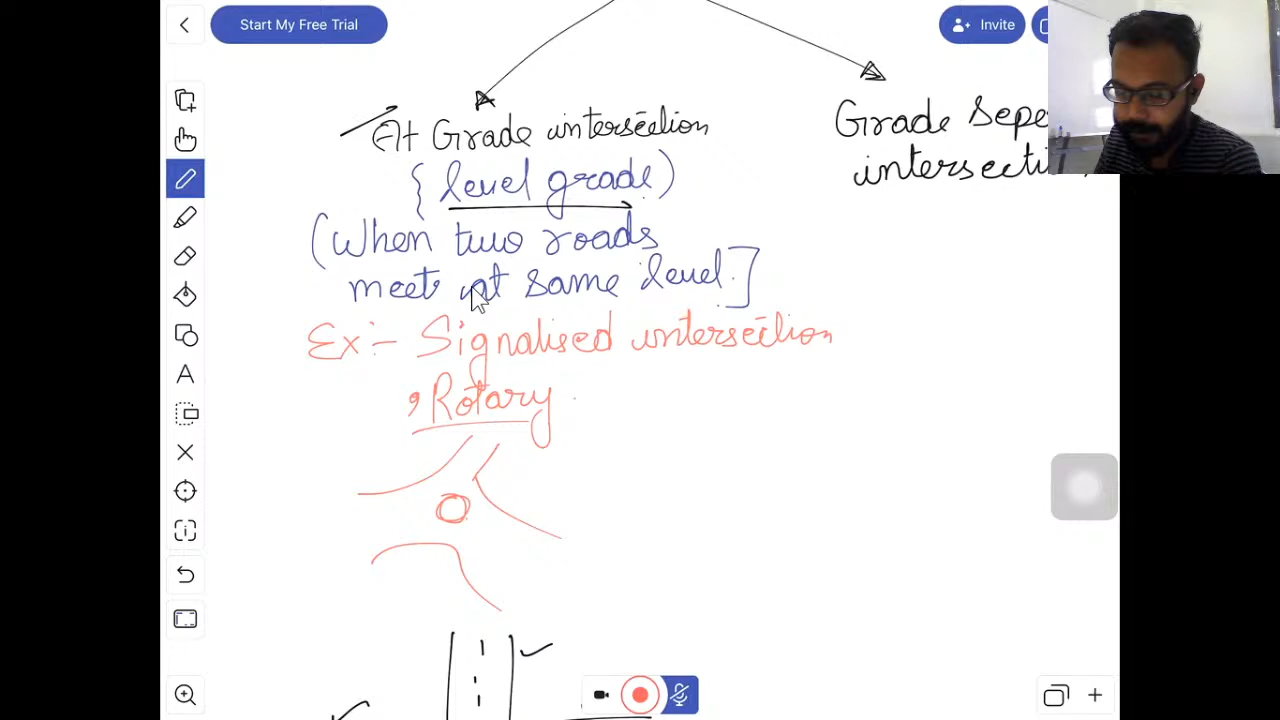 Start My Free Trial
Invite
At Grade intersection
{ level grade)
(When two roads
meet at same level.]
Ex:- Signalised intersection
, Rotary
Grade Sepe
intersecti
A